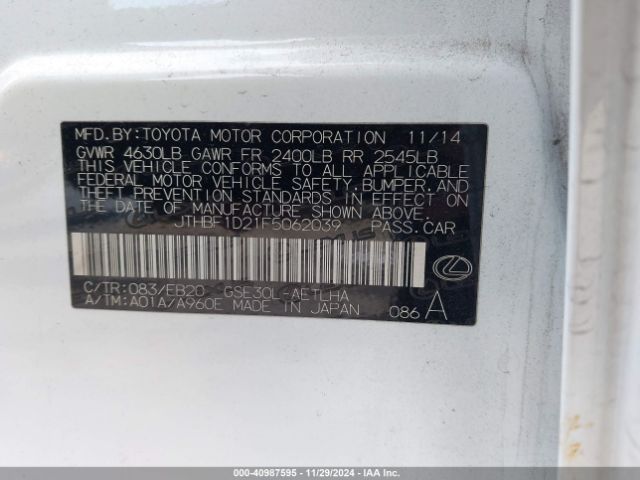 MFD.BY:TOYOTA MOTOR CORPORATION 11/14
GVWR 4630LB GAWR FR 2400LB RR 2545LB
THIS VEHICLE CONFORMS TO ALL APPLICABLE
FEDERAL MOTOR VEHICLE SAFETY,BUMPER,AND
THEFT PREVENTION STANDARDS IN EFFECT ON
THE DATE OF MANUFACTURE SHOWN ABOVE.
JTHBF1D21F5062039 PASS.CAR
C/TR:083/EB20 GSE30L-AETLHA
A/TM:A01A/A960E MADE IN JAPAN 086 A
000-40987595 - 11/29/2024 - IAA Inc.